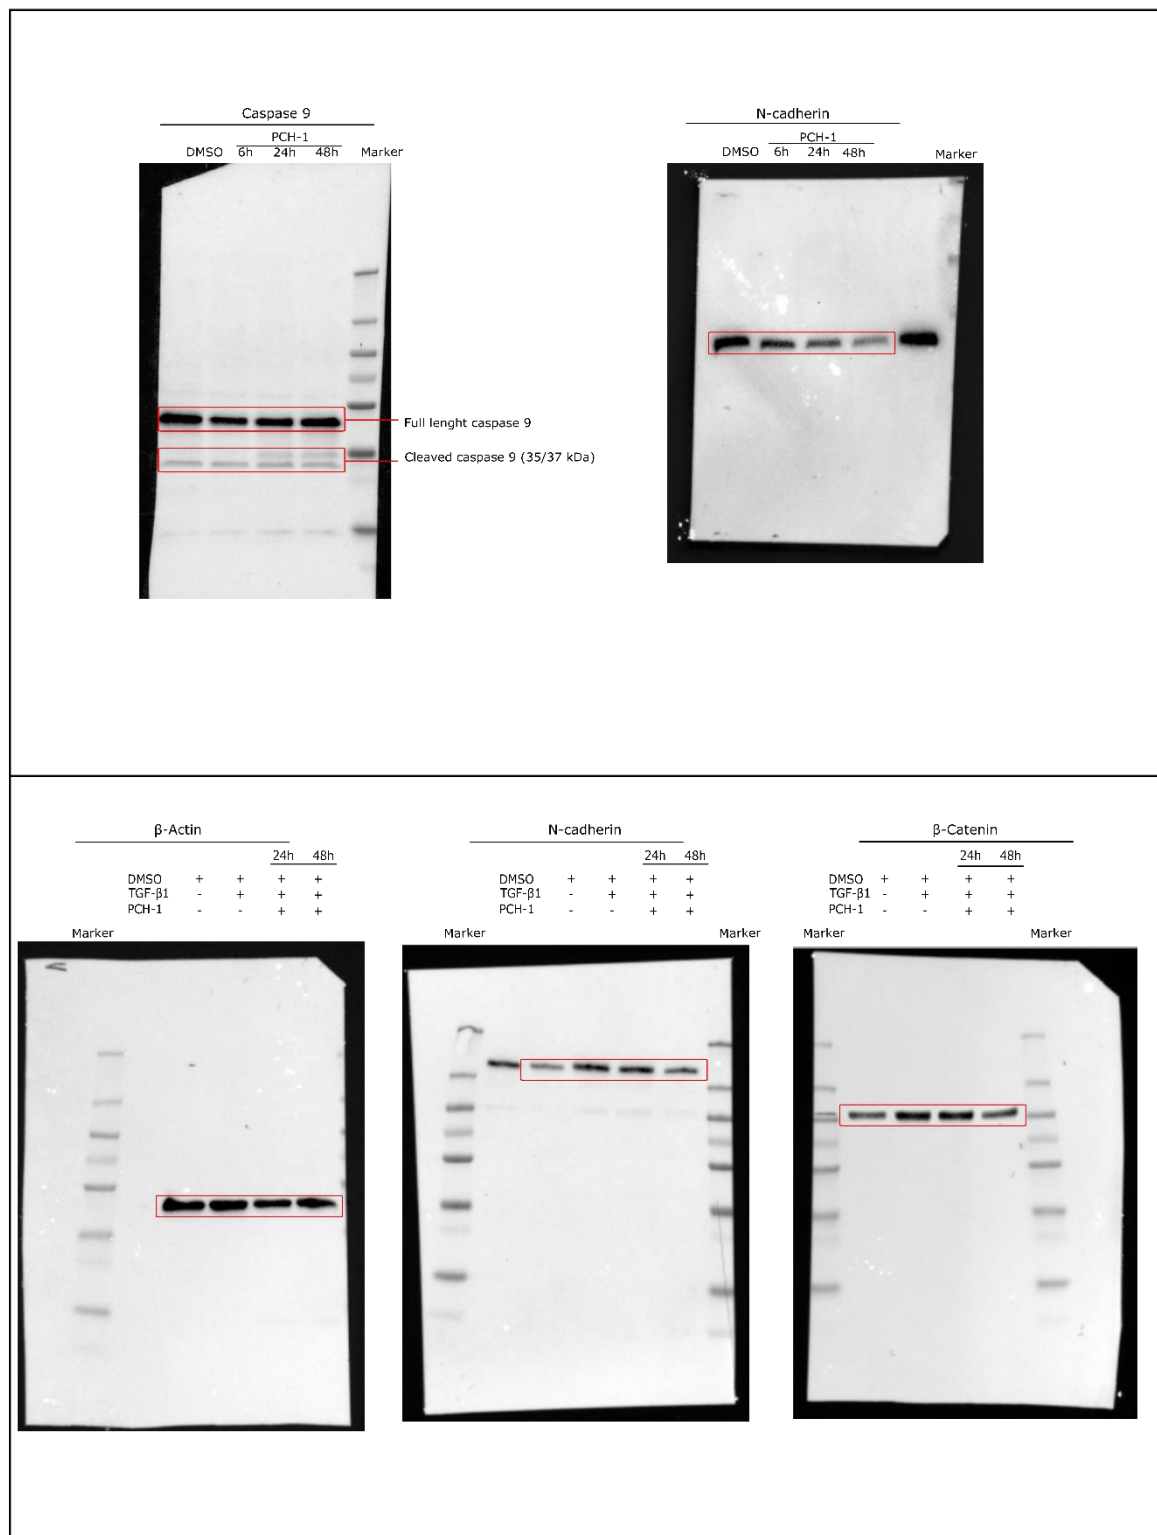 Caspase 9
PCH-1
DMSO 6h 24h 48h Marker
Full lenght caspase 9
Cleaved caspase 9 (35/37 kDa)
N-cadherin
PCH-1
DMSO 6h 24h 48h Marker
β-Actin
24h 48h
DMSO + + + +
TGF-β1 - + + +
PCH-1 - - + +
Marker
N-cadherin
24h 48h
DMSO + + + +
TGF-β1 - + + +
PCH-1 - - + +
Marker Marker
β-Catenin
24h 48h
DMSO + + + +
TGF-β1 - + + +
PCH-1 - - + +
Marker Marker